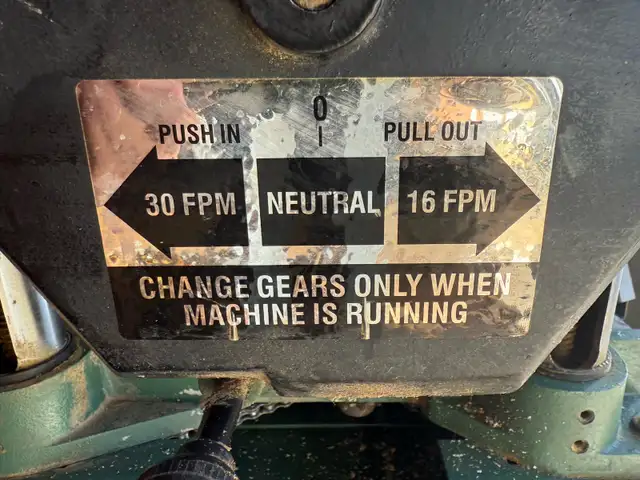 0
PUSH IN PULL OUT
30 FPM NEUTRAL 16 FPM
CHANGE GEARS ONLY WHEN
MACHINE IS RUNNING